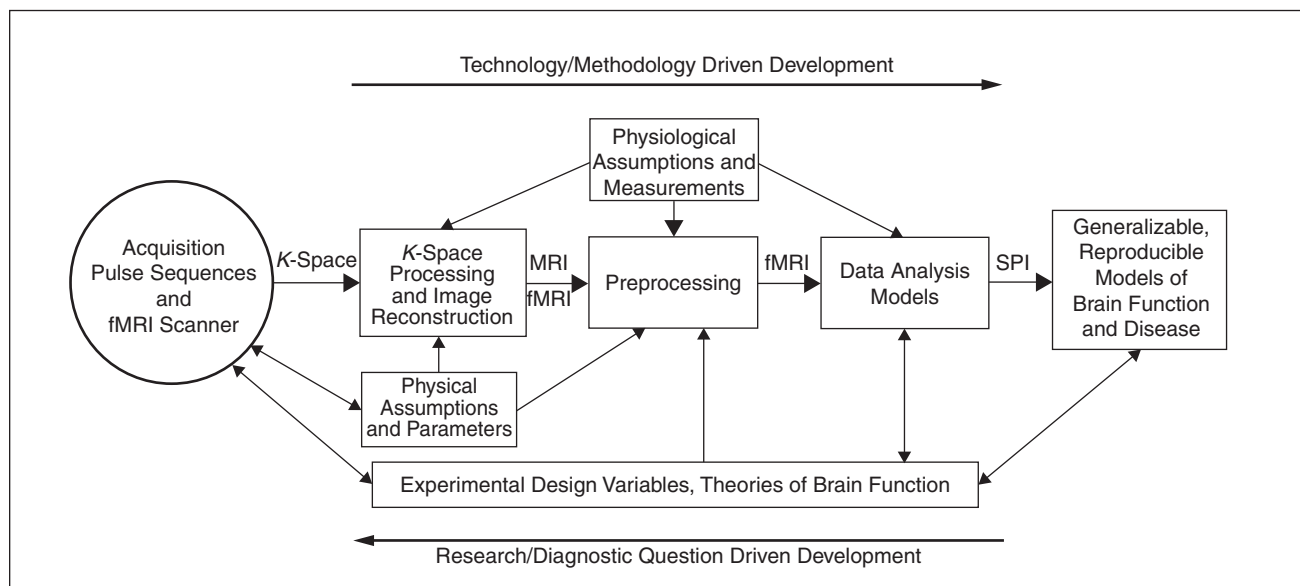 Technology/Methodology Driven Development
Physiological
Assumptions and
Measurements
Acquisition
Pulse Sequences
and
fMRI Scanner
K-Space
K-Space
Processing
and Image
Reconstruction
MRI
fMRI
Preprocessing
fMRI
Data Analysis
Models
SPI
Generalizable,
Reproducible
Models of
Brain Function
and Disease
Physical
Assumptions
and Parameters
Experimental Design Variables, Theories of Brain Function
Research/Diagnostic Question Driven Development